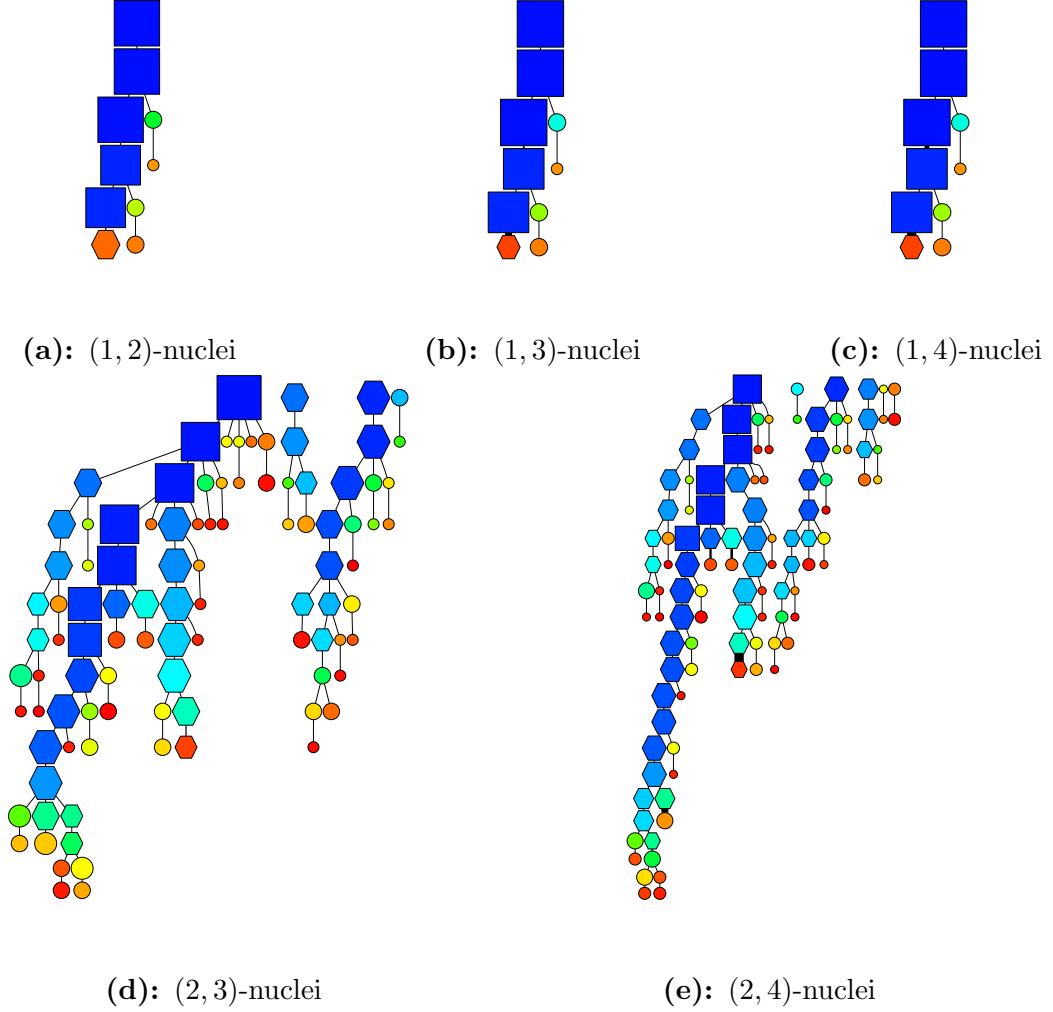 (a): (1, 2)-nuclei
(b): (1, 3)-nuclei
(c): (1, 4)-nuclei
(d): (2, 3)-nuclei
(e): (2, 4)-nuclei